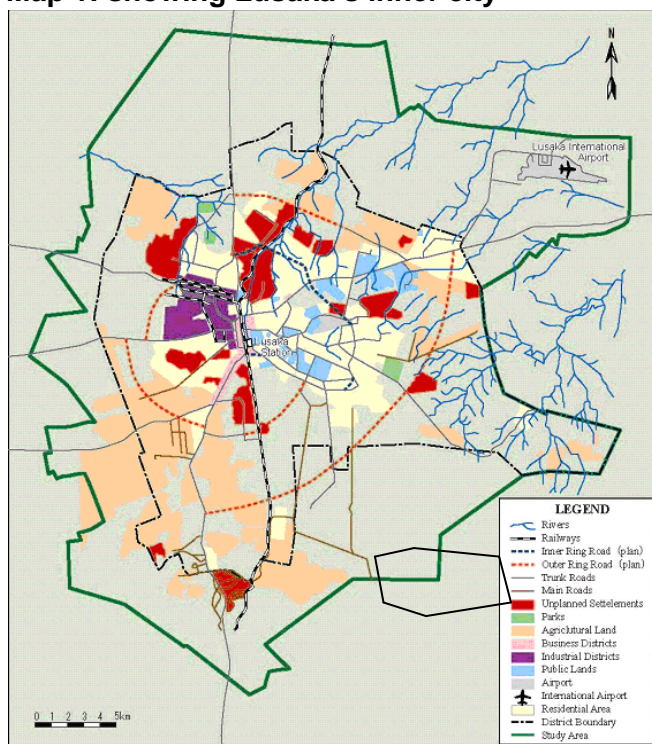 Map 1: showing Lusaka's inner city
N
Lusaka International
Airport
Lusaka
Station
0 1 2 3 4 5km
LEGEND
Rivers
Railways
Inner Ring Road (plan)
Outer Ring Road (plan)
Trunk Roads
Main Roads
Unplanned Settelements
Parks
Agriclutural Land
Business Districts
Industrial Districts
Public Lands
Airport
International Airport
Residential Area
District Boundary
Study Area